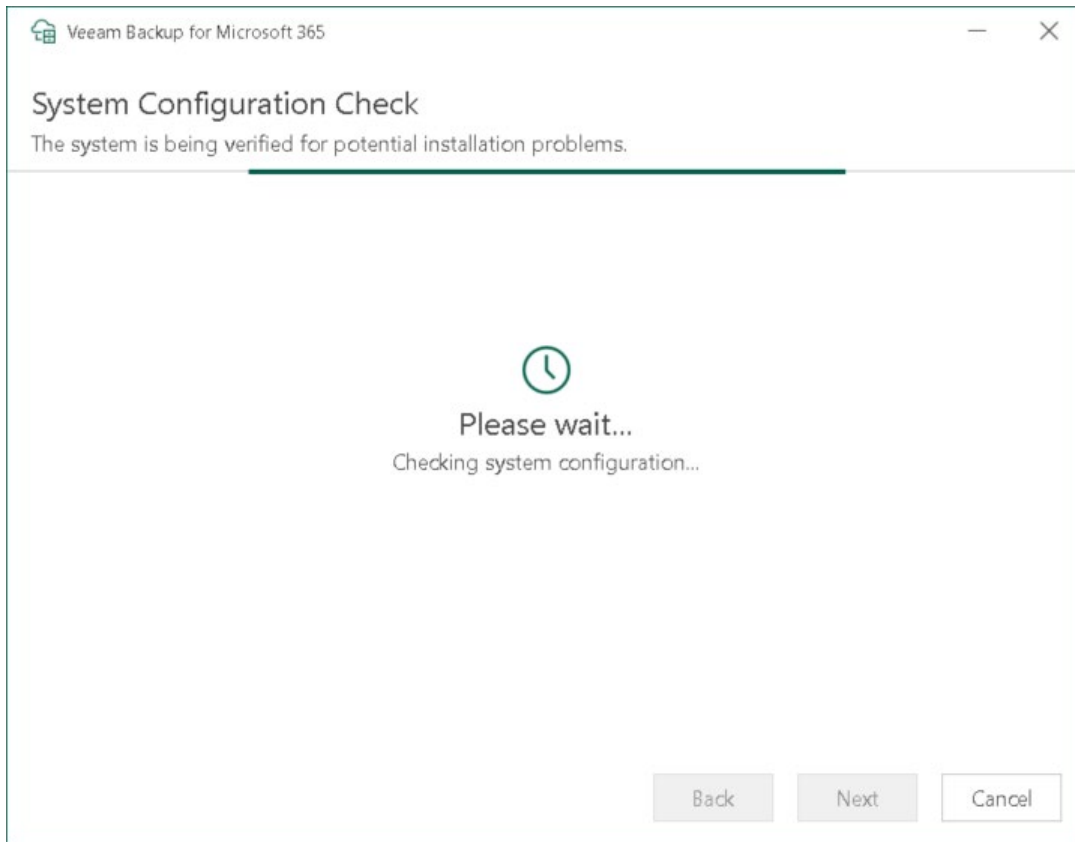 Veeam Backup for Microsoft 365
System Configuration Check
The system is being verified for potential installation problems.
Please wait...
Checking system configuration...
Back
Next
Cancel